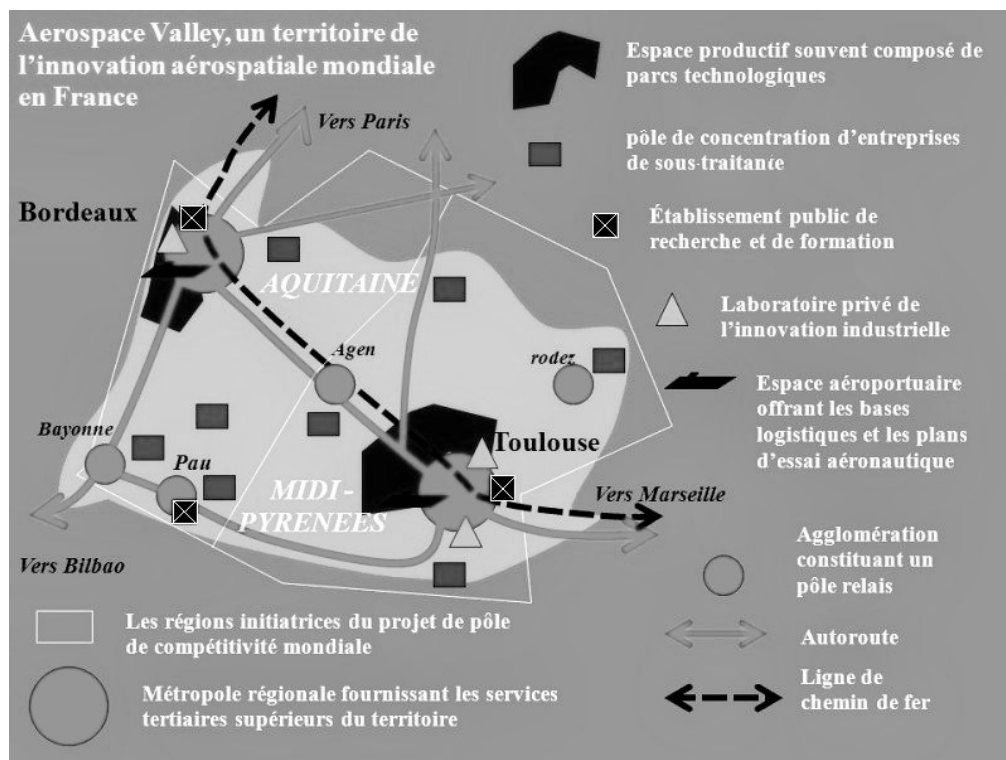 Aerospace Valley, un territoire de
l'innovation aérospatiale mondiale
en France
Espace productif souvent composé de
parcs technologiques
pôle de concentration d'entreprises
de sous-traitance
Établissement public de
recherche et de formation
Laboratoire privé de
l'innovation industrielle
Espace aéroportuaire
offrant les bases
logistiques et les plans
d'essai aéronautique
Agglomération
constituant un
pôle relais
Autoroute
Ligne de
chemin de fer
Vers Paris
Bordeaux
AQUITAINE
Agen
rodez
Bayonne
Pau
Toulouse
MIDI -
PYRENEES
Vers Marseille
Vers Bilbao
Les régions initiatrices du projet de pôle
de compétitivité mondiale
Métropole régionale fournissant les services
tertiaires supérieurs du territoire